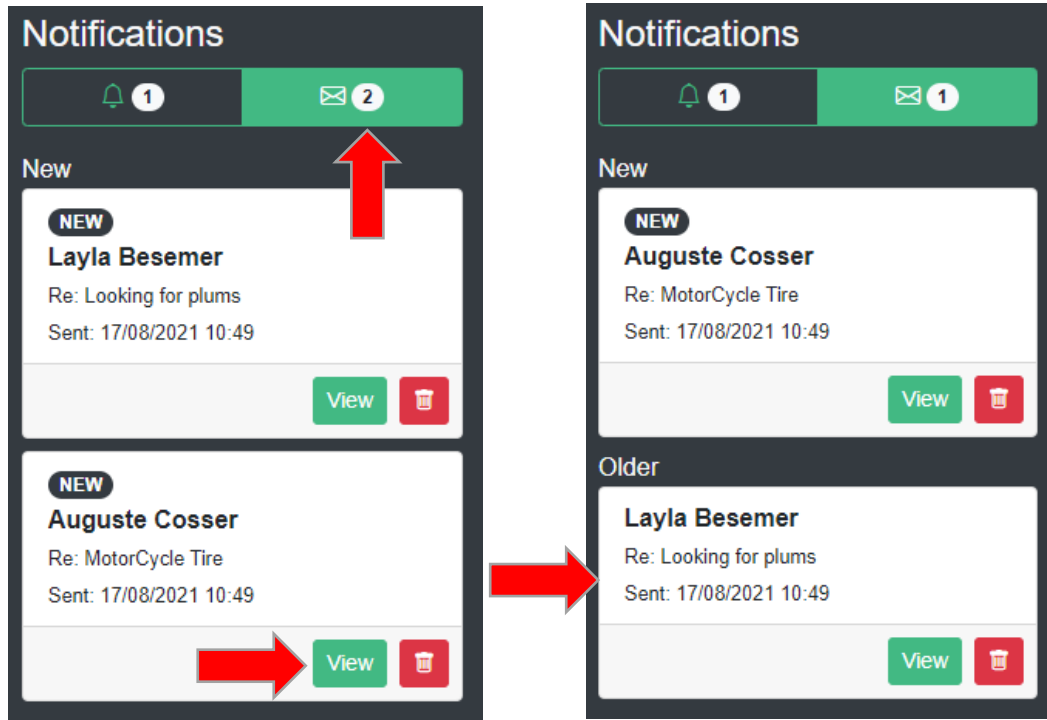 Notifications
1
2
New
NEW
Layla Besemer
Re: Looking for plums
Sent: 17/08/2021 10:49
View
NEW
Auguste Cosser
Re: MotorCycle Tire
Sent: 17/08/2021 10:49
View
Notifications
1
1
New
NEW
Auguste Cosser
Re: MotorCycle Tire
Sent: 17/08/2021 10:49
View
Older
Layla Besemer
Re: Looking for plums
Sent: 17/08/2021 10:49
View